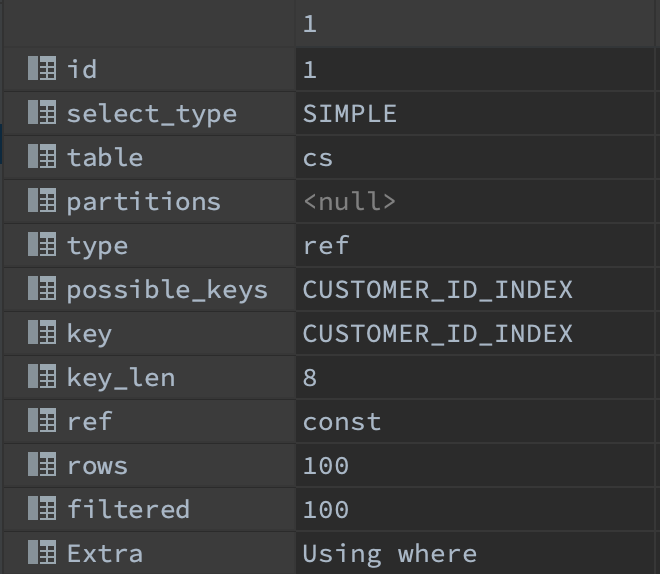 1
id 1
select_type SIMPLE
table cs
partitions <null>
type ref
possible_keys CUSTOMER_ID_INDEX
key CUSTOMER_ID_INDEX
key_len 8
ref const
rows 100
filtered 100
Extra Using where